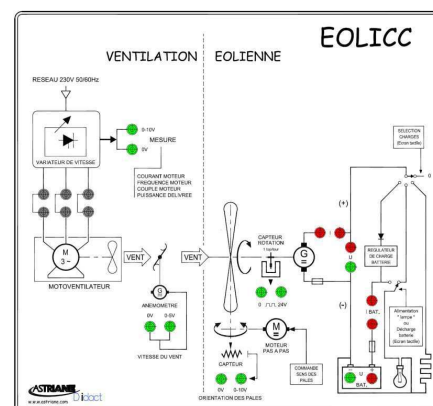 EOLICC
VENTILATION
EOLIENNE
RESEAU 230V 50/60Hz
VARIATEUR DE VITESSE
0-10V
0V
MESURE
COURANT MOTEUR
FREQUENCE MOTEUR
COUPLE MOTEUR
PUISSANCE DELIVREE
M
3 ~
MOTOVENTILATEUR
VENT
G
ANEMOMETRE
0V 0-5V
VITESSE DU VENT
VENT
CAPTEUR
ROTATION
0 24V
G
=
M
=
MOTEUR
PAS A PAS
COMMANDE
SENS DES
PALES
CAPTEUR
0V 0-10V
ORIENTATION DES PALES
SELECTION
CHARGES
(Ecran tactile)
0
(+)
I
U
(-)
REGULATEUR
DE CHARGE
BATTERIE
I BAT.
Alimentation
" lampe "
ou
Décharge
batterie
(Ecran tactile)
U
BAT.
ASTRIANE
Didact
www.astriane.com